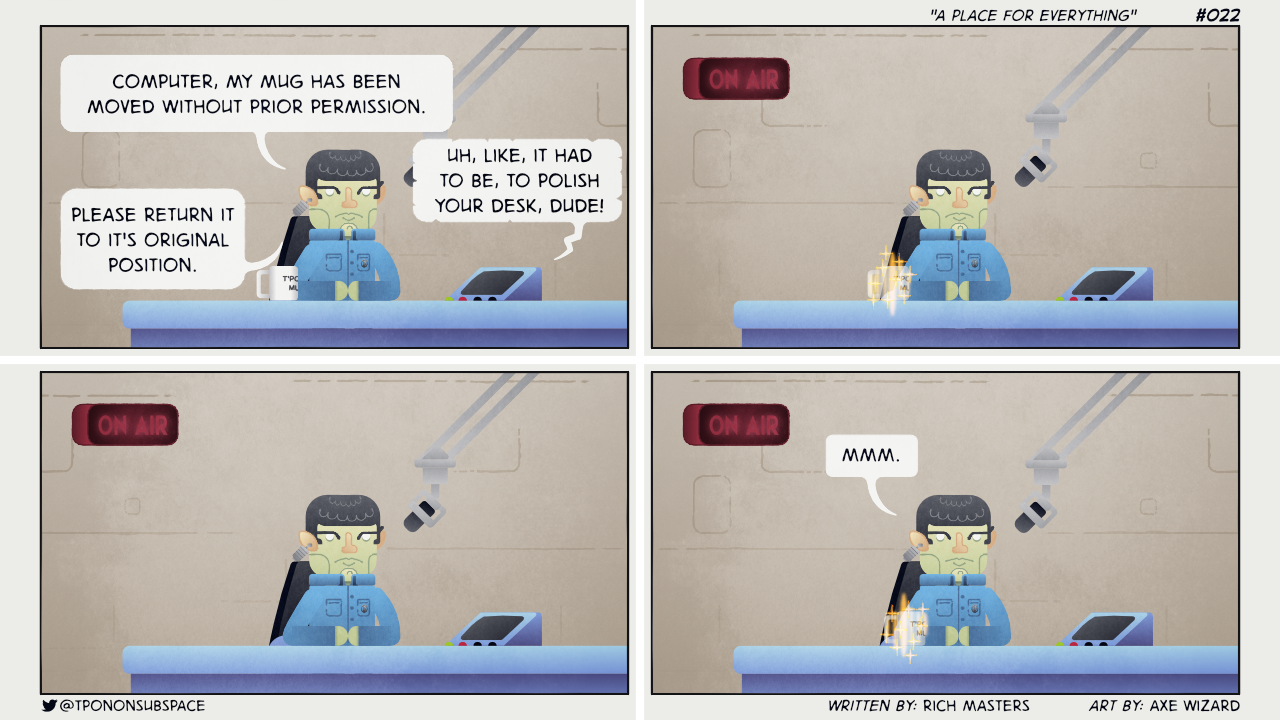 "A PLACE FOR EVERYTHING" #022
COMPUTER, MY MUG HAS BEEN
MOVED WITHOUT PRIOR PERMISSION.
UH, LIKE, IT HAD
TO BE, TO POLISH
YOUR DESK, DUDE!
PLEASE RETURN IT
TO IT'S ORIGINAL
POSITION.
ON AIR
ON AIR
ON AIR
MMM.
@TPONONSUBSPACE
WRITTEN BY: RICH MASTERS ART BY: AXE WIZARD